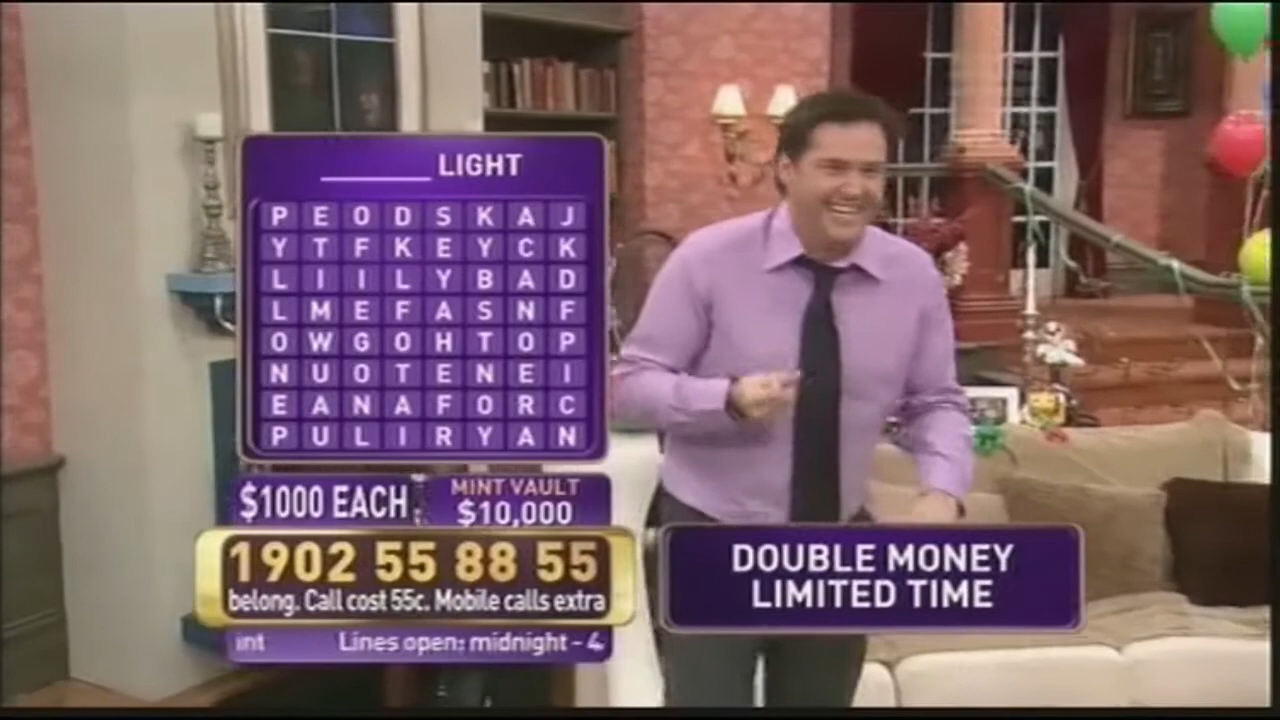 ______ LIGHT
P E O D S K A J
Y T F K E Y C K
L I I L Y B A D
L M E F A S N F
O W G O H T O P
N U O T E N E I
E A N A F O R C
P U L I R Y A N
$1000 EACH
MINT VAULT
$10,000
1902 55 88 55
belong. Call cost 55c. Mobile calls extra
int Lines open: midnight - 4
DOUBLE MONEY
LIMITED TIME